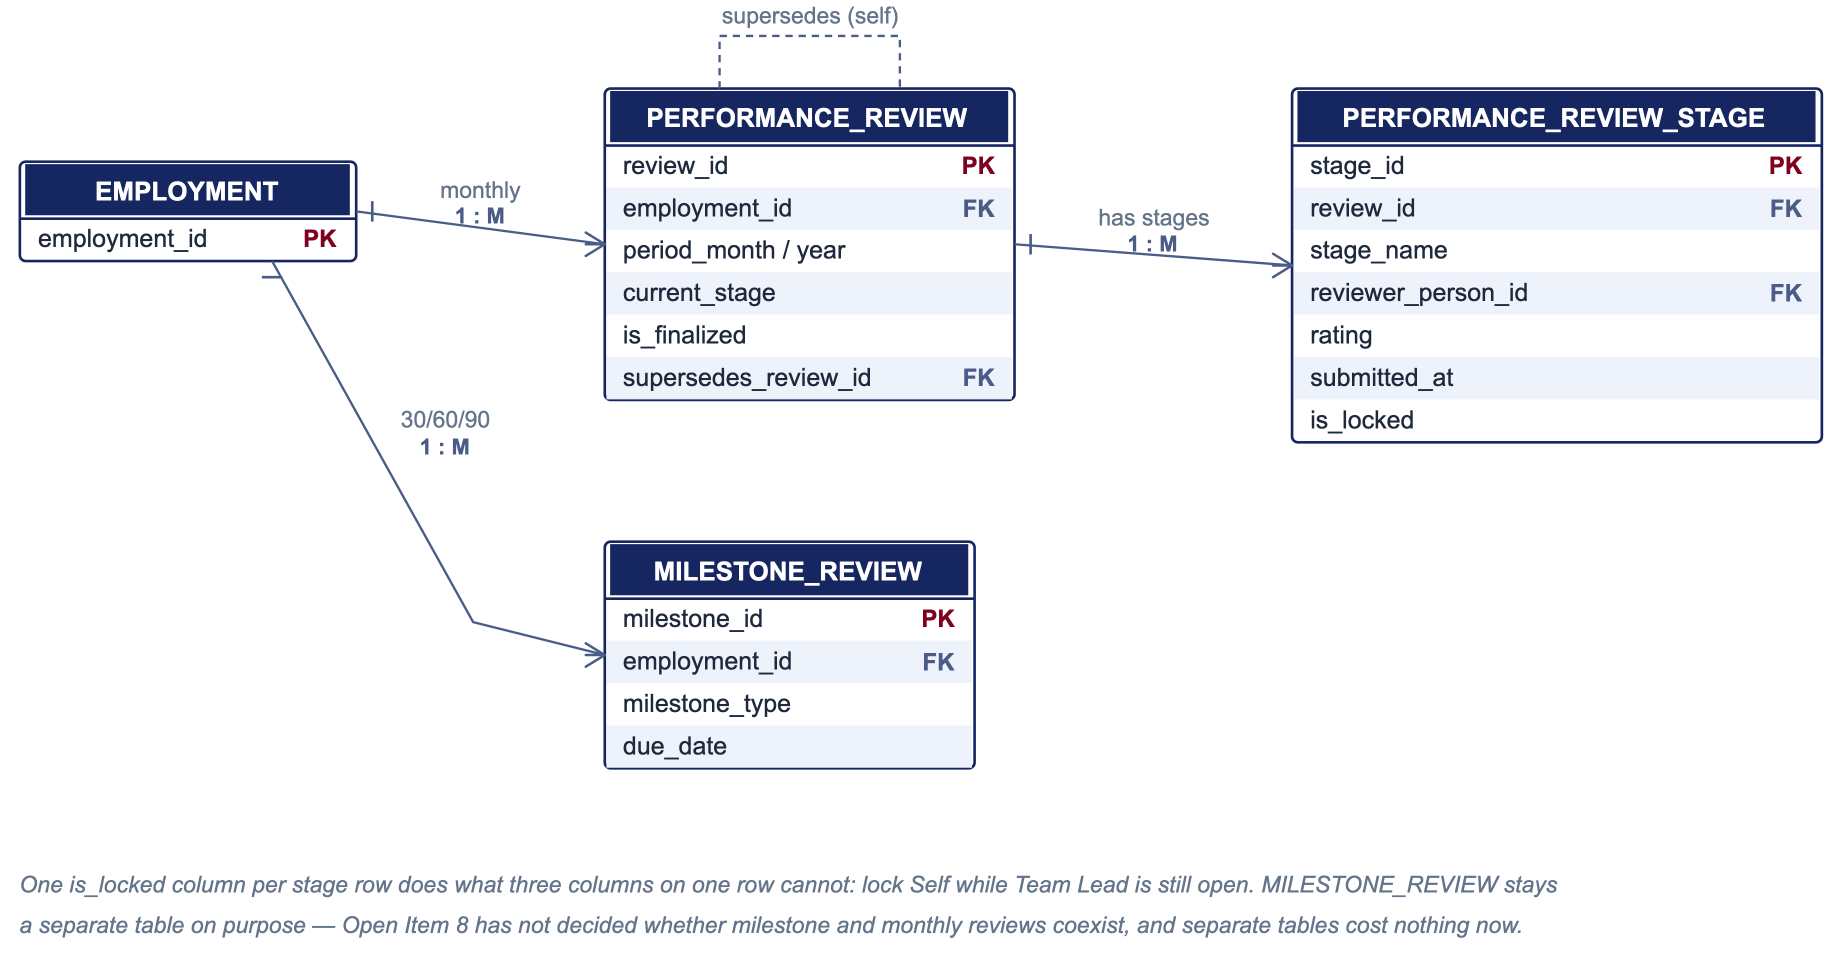 supersedes (self)
PERFORMANCE_REVIEW
review_id PK
employment_id FK
period_month / year
current_stage
is_finalized
supersedes_review_id FK
PERFORMANCE_REVIEW_STAGE
stage_id PK
review_id FK
stage_name
reviewer_person_id FK
rating
submitted_at
is_locked
EMPLOYMENT
employment_id PK
monthly
1 : M
has stages
1 : M
30/60/90
1 : M
MILESTONE_REVIEW
milestone_id PK
employment_id FK
milestone_type
due_date
One is_locked column per stage row does what three columns on one row cannot: lock Self while Team Lead is still open. MILESTONE_REVIEW stays
a separate table on purpose — Open Item 8 has not decided whether milestone and monthly reviews coexist, and separate tables cost nothing now.